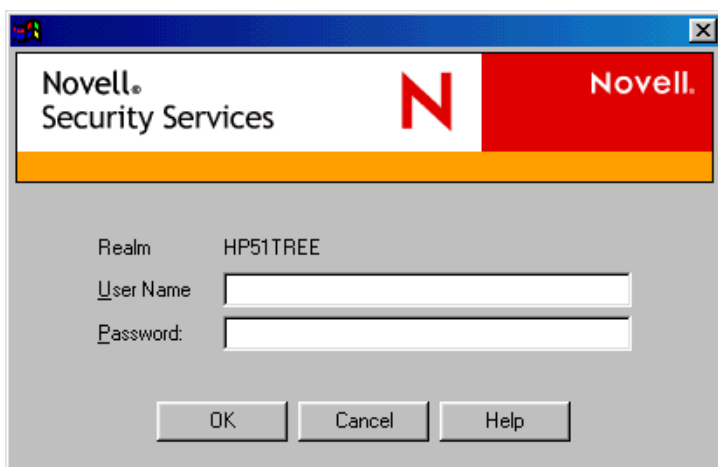 Novell®
Security Services
N
Novell.
Realm HP51TREE
User Name
Password:
OK Cancel Help